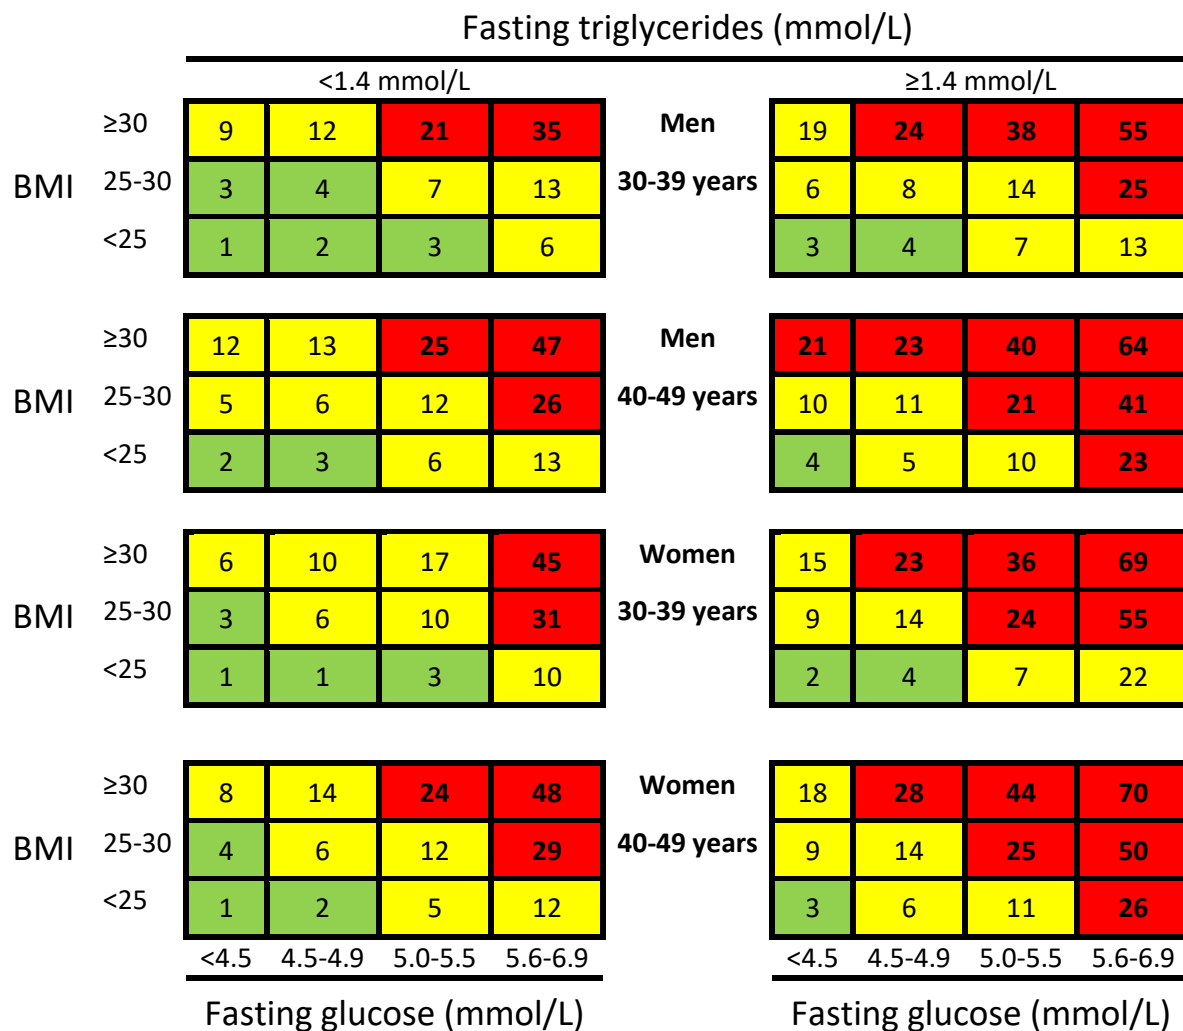 Fasting triglycerides (mmol/L)
<1.4 mmol/L ≥1.4 mmol/L
≥30 9 12 21 35 Men 19 24 38 55
BMI 25-30 3 4 7 13 30-39 years 6 8 14 25
<25 1 2 3 6 3 4 7 13
≥30 12 13 25 47 Men 21 23 40 64
BMI 25-30 5 6 12 26 40-49 years 10 11 21 41
<25 2 3 6 13 4 5 10 23
≥30 6 10 17 45 Women 15 23 36 69
BMI 25-30 3 6 10 31 30-39 years 9 14 24 55
<25 1 1 3 10 2 4 7 22
≥30 8 14 24 48 Women 18 28 44 70
BMI 25-30 4 6 12 29 40-49 years 9 14 25 50
<25 1 2 5 12 3 6 11 26
<4.5 4.5-4.9 5.0-5.5 5.6-6.9 <4.5 4.5-4.9 5.0-5.5 5.6-6.9
Fasting glucose (mmol/L) Fasting glucose (mmol/L)